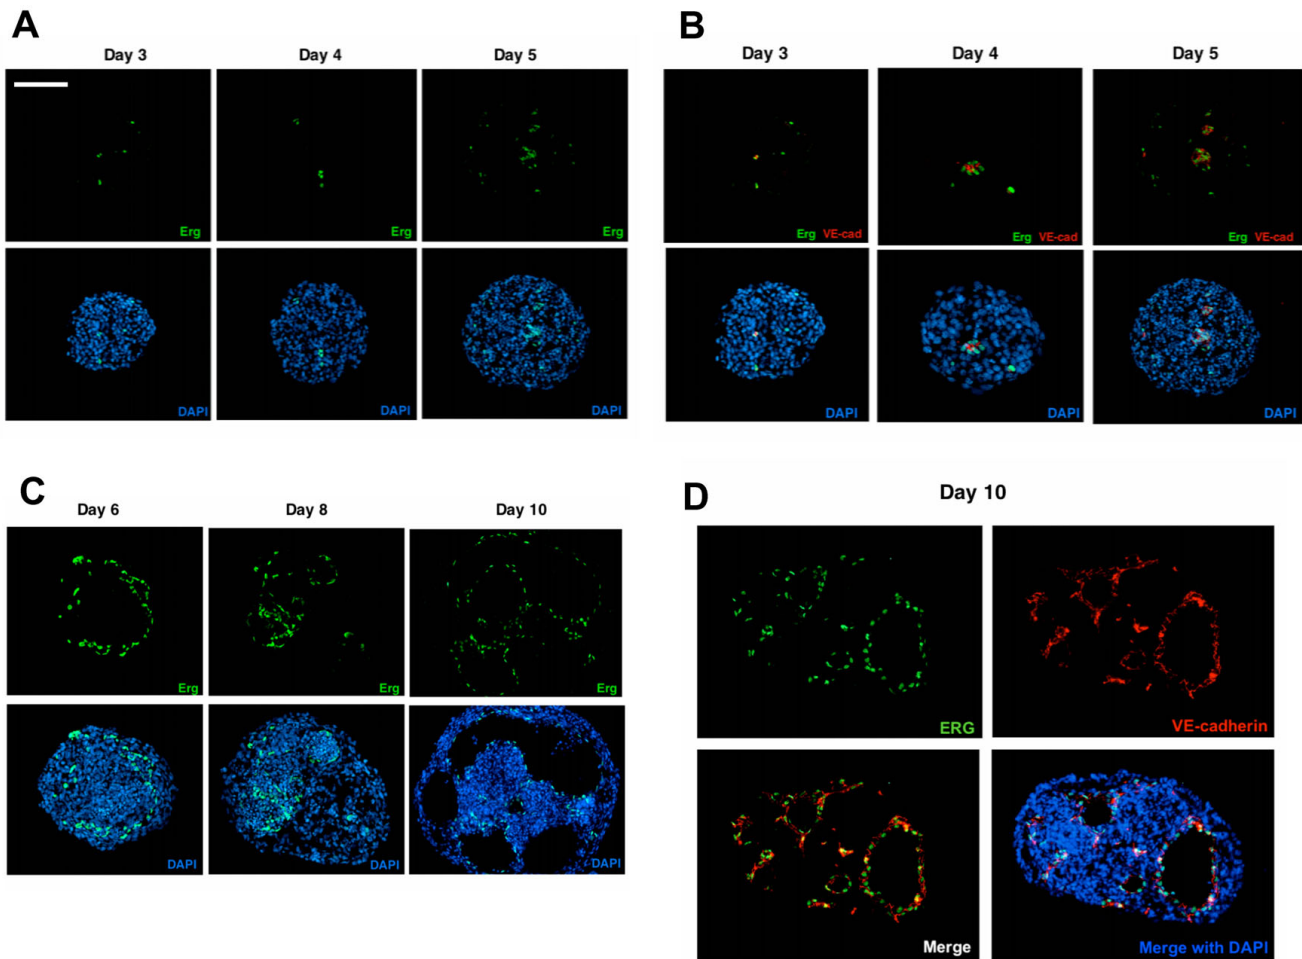 A
Day 3 Day 4 Day 5
Erg Erg Erg
DAPI DAPI DAPI
B
Day 3 Day 4 Day 5
Erg VE-cad Erg VE-cad Erg VE-cad
DAPI DAPI DAPI
C
Day 6 Day 8 Day 10
Erg Erg Erg
DAPI DAPI DAPI
D
Day 10
ERG VE-cadherin
Merge Merge with DAPI